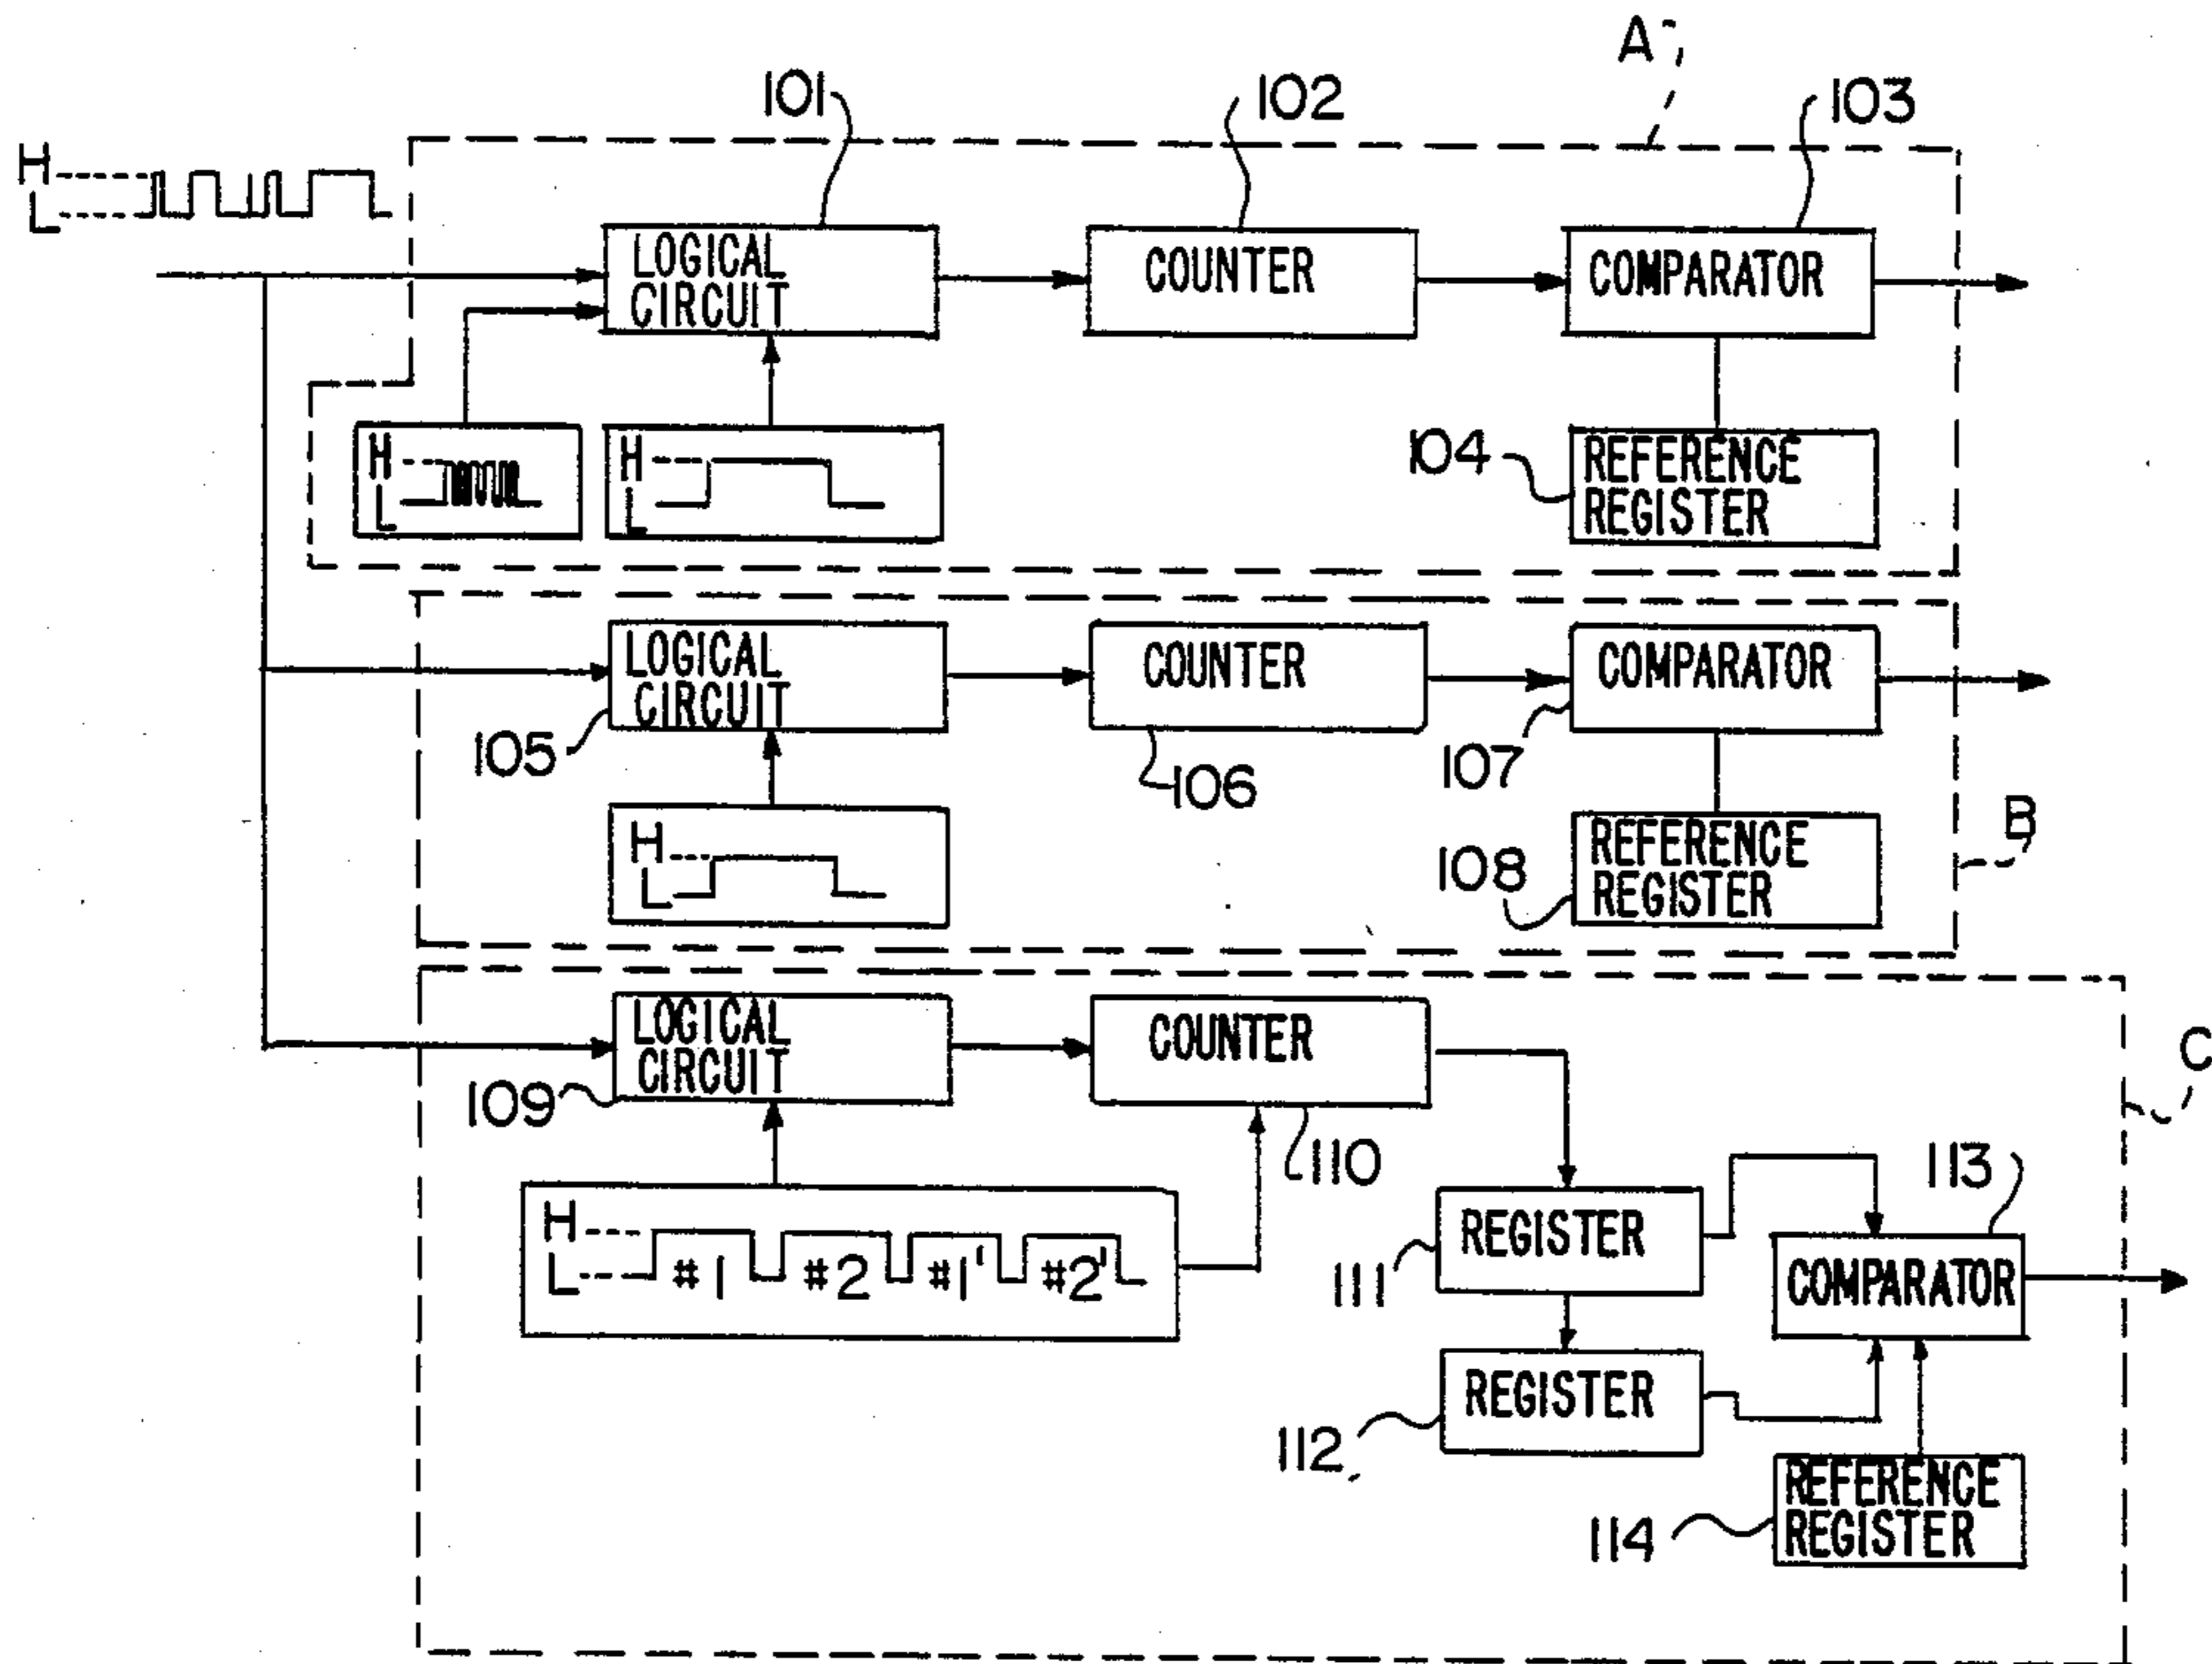 A
101
102
103
H
L
LOGICAL
CIRCUIT
COUNTER
COMPARATOR
H
L
H
L
104
REFERENCE
REGISTER
LOGICAL
CIRCUIT
COUNTER
COMPARATOR
105
106
107
H
L
108
REFERENCE
REGISTER
B
LOGICAL
CIRCUIT
COUNTER
C
109
110
113
H
L
#1 #2 #1' #2'
111
REGISTER
COMPARATOR
112
REGISTER
114
REFERENCE
REGISTER